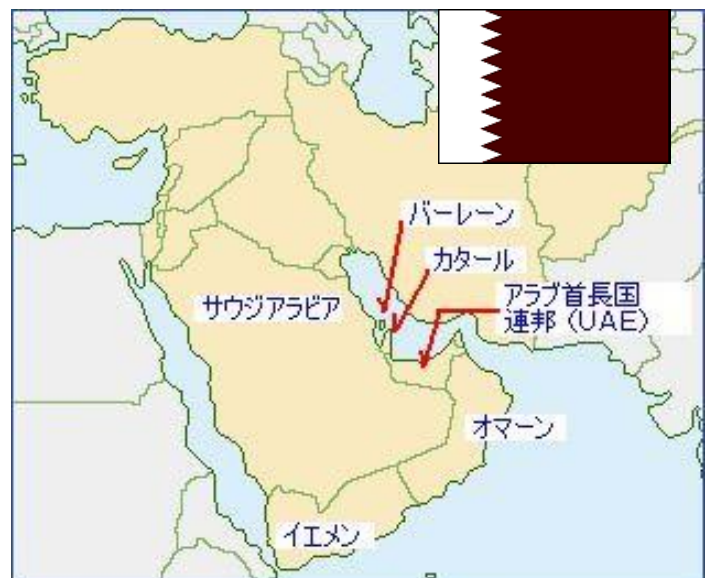 バーレーン
カタール
アラブ首長国
連邦（UAE）
サウジアラビア
オマーン
イエメン